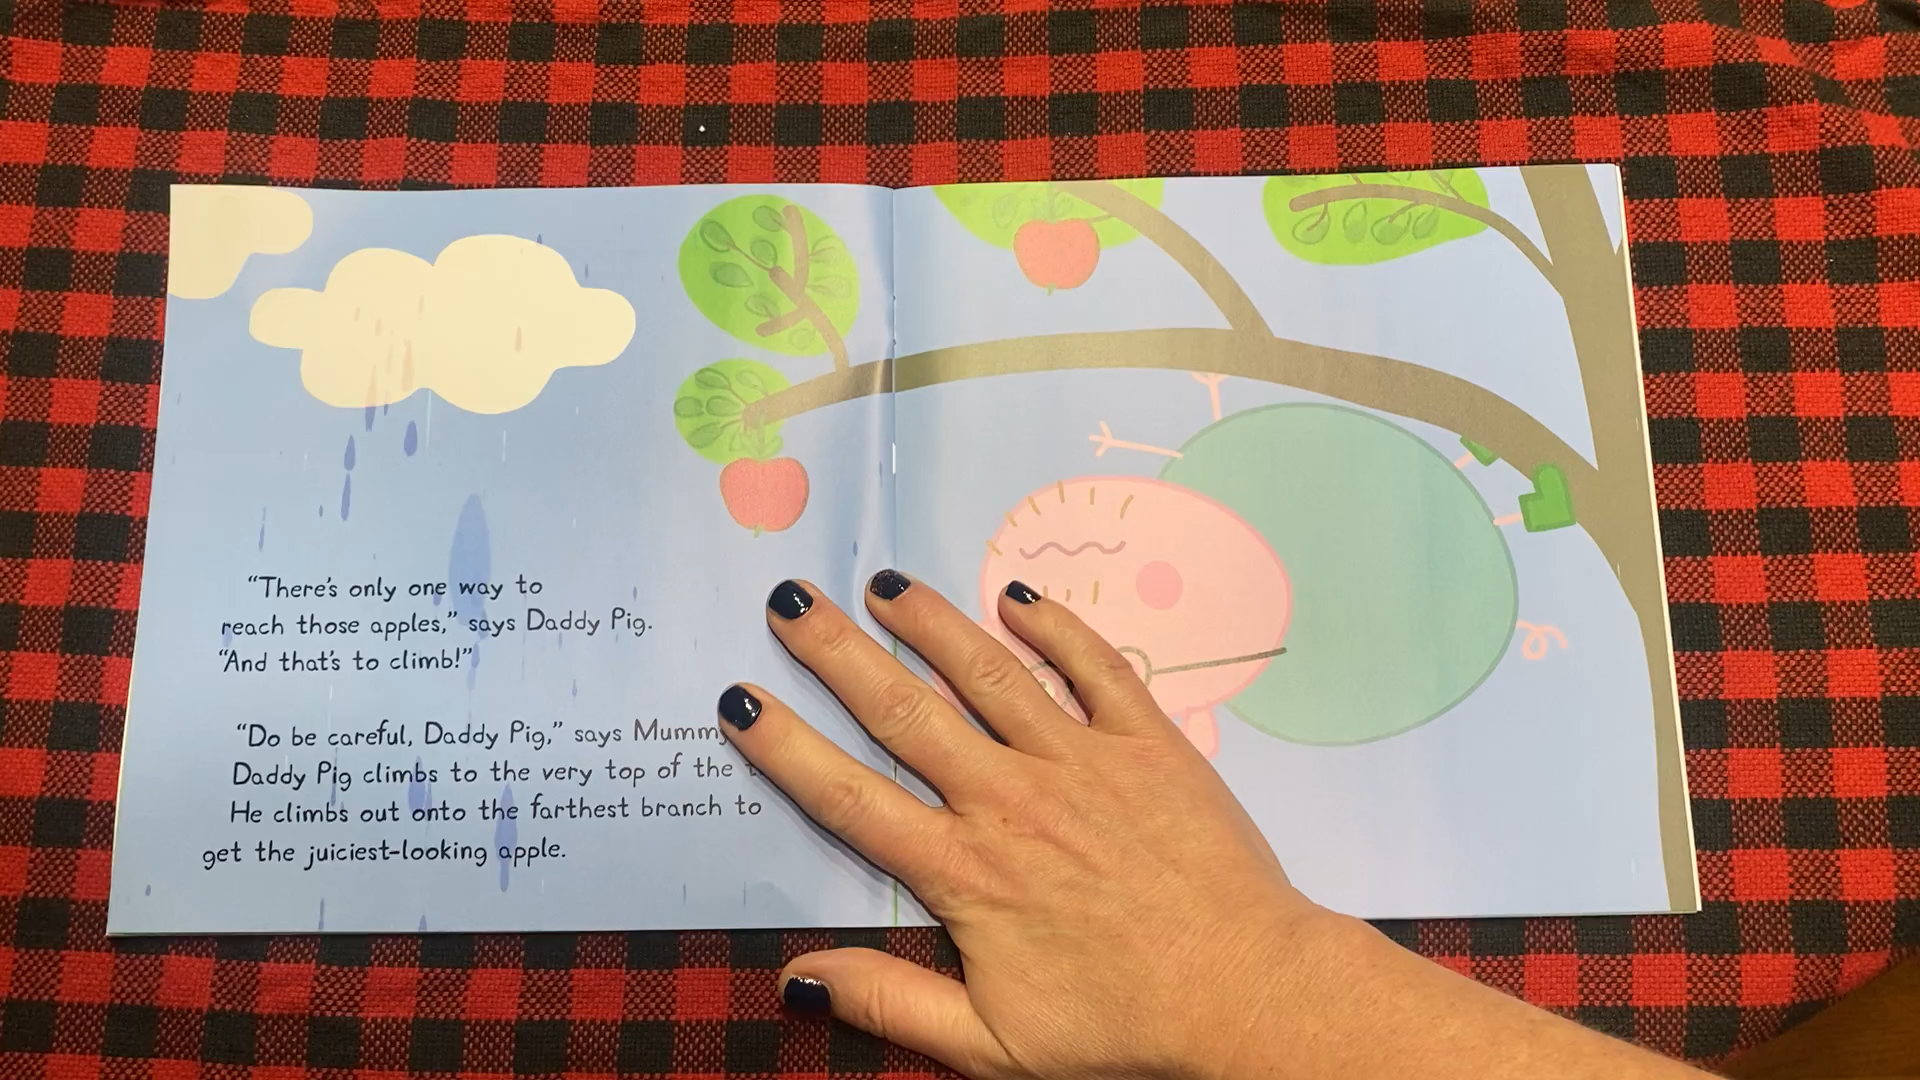 “There’s only one way to
reach those apples,” says Daddy Pig.
“And that’s to climb!”
“Do be careful, Daddy Pig,” says Mummy
Daddy Pig climbs to the very top of the
He climbs out onto the farthest branch to
get the juiciest-looking apple.